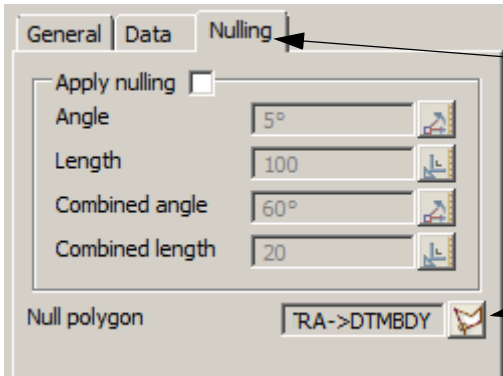 General Data Nulling
Apply nulling
Angle 5°
Length 100
Combined angle 60°
Combined length 20
Null polygon RA->DTMBDY